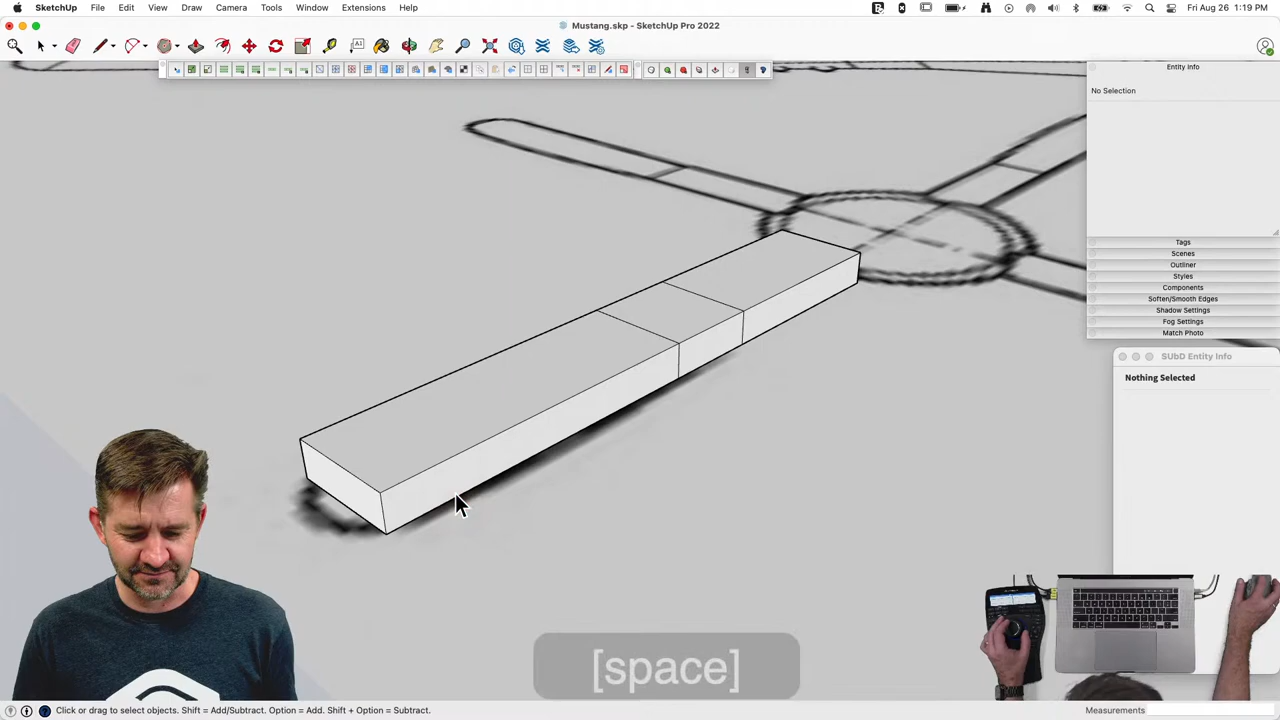 SketchUp File Edit View Draw Camera Tools Window Extensions Help Fri Aug 26 1:19 PM
Mustang.skp - SketchUp Pro 2022
Entity Info
No Selection
Tags
Scenes
Outliner
Styles
Components
Soften/Smooth Edges
Shadow Settings
Fog Settings
Match Photo
SUbD Entity Info
Nothing Selected
[space]
Click or drag to select objects. Shift = Add/Subtract. Option = Add. Shift + Option = Subtract. Measurements